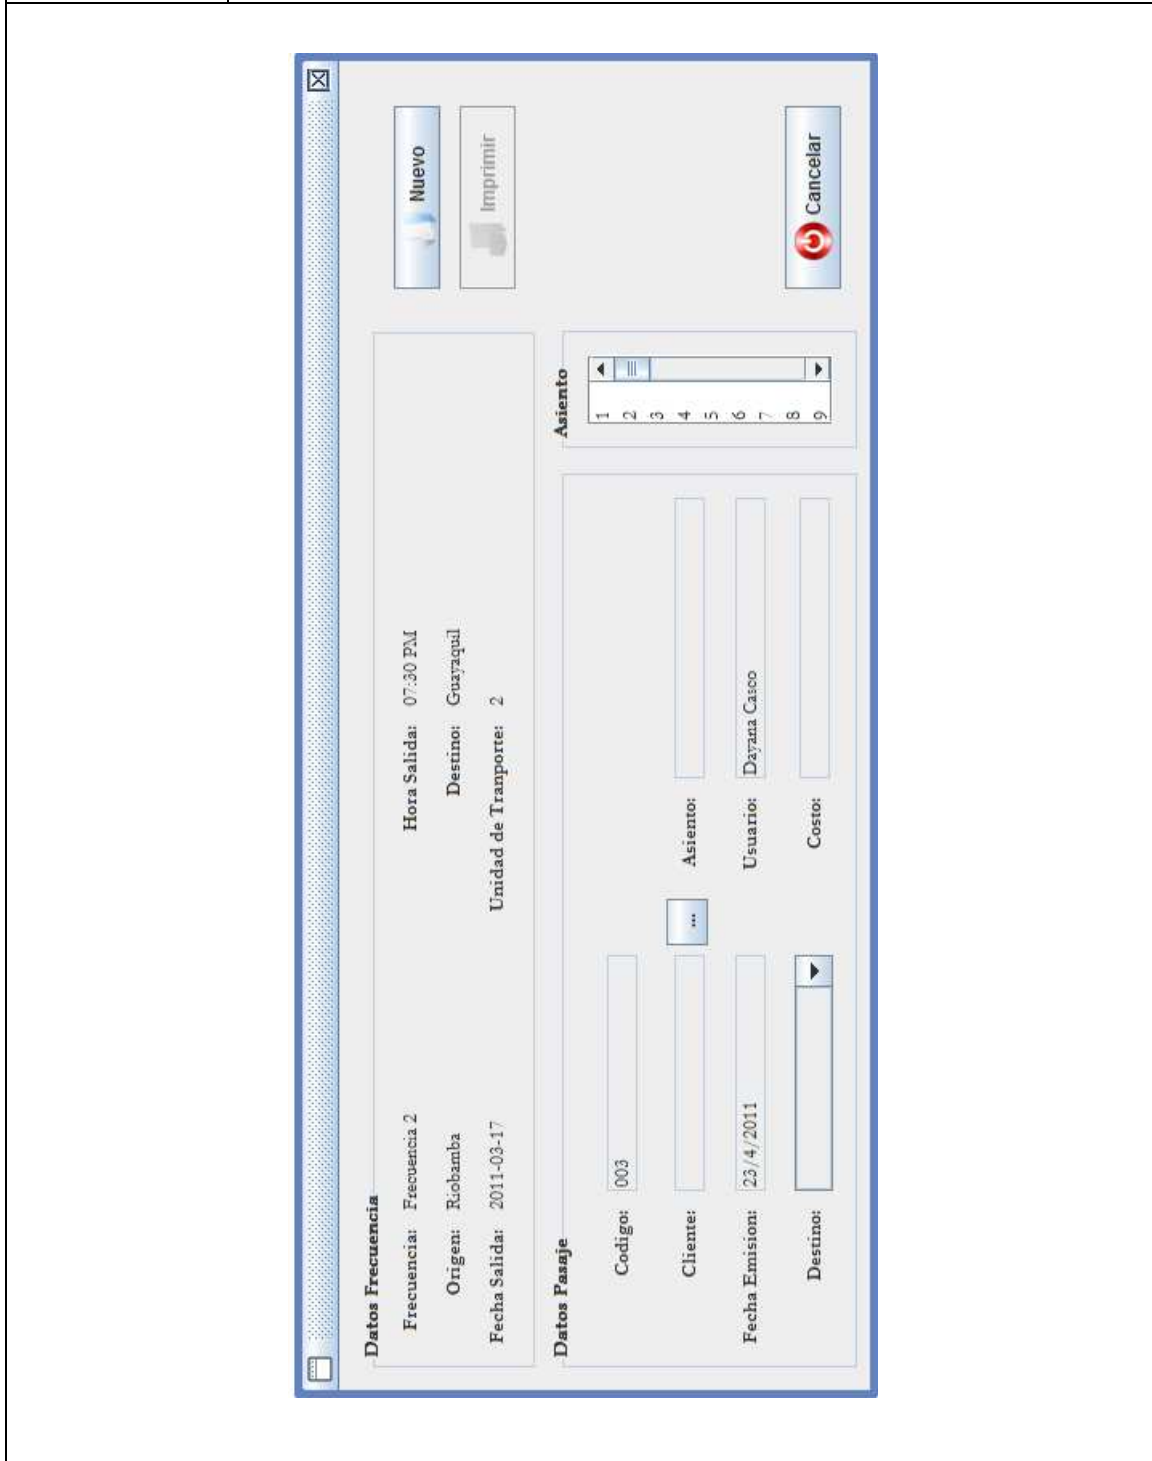 Datos Frecuencia
Frecuencia: Frecuencia 2 Hora Salida: 07:30 PM
Origen: Riobamba Destino: Guayaquil
Fecha Salida: 2011-03-17 Unidad de Tranporte: 2
Nuevo
Imprimir
Datos Pasaje
Codigo: 003
Cliente: ... Asiento:
Fecha Emision: 23/4/2011 Usuario: Dayana Casco
Destino: Costo:
Asiento
1
2
3
4
5
6
7
8
9
Cancelar